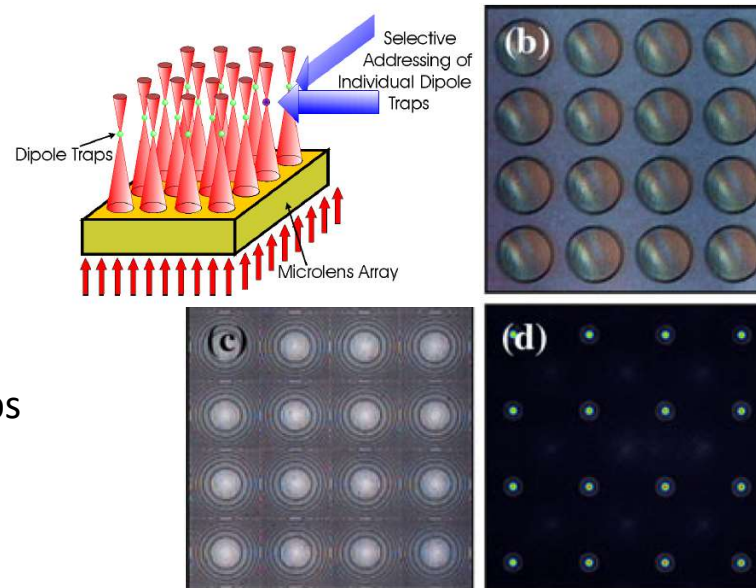 Selective
Addressing of
Individual Dipole
Traps
Dipole Traps
Microlens Array
(b)
(c)
(d)